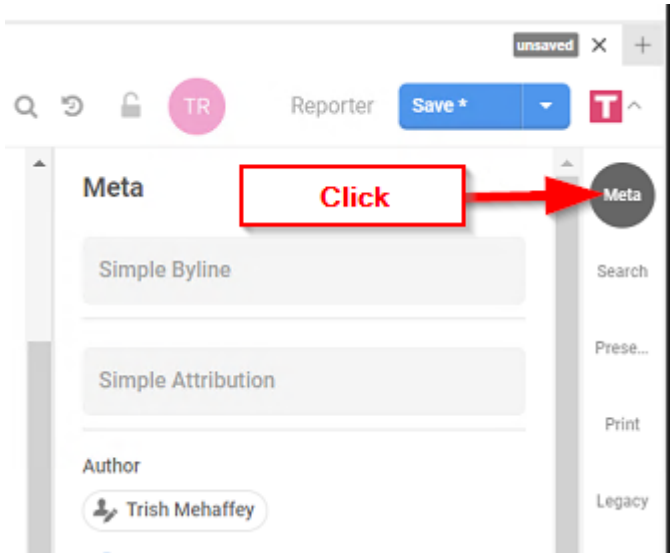 unsaved
TR
Reporter
Save *
T
Meta
Click
Meta
Simple Byline
Search
Prese...
Simple Attribution
Print
Author
Trish Mehaffey
Legacy